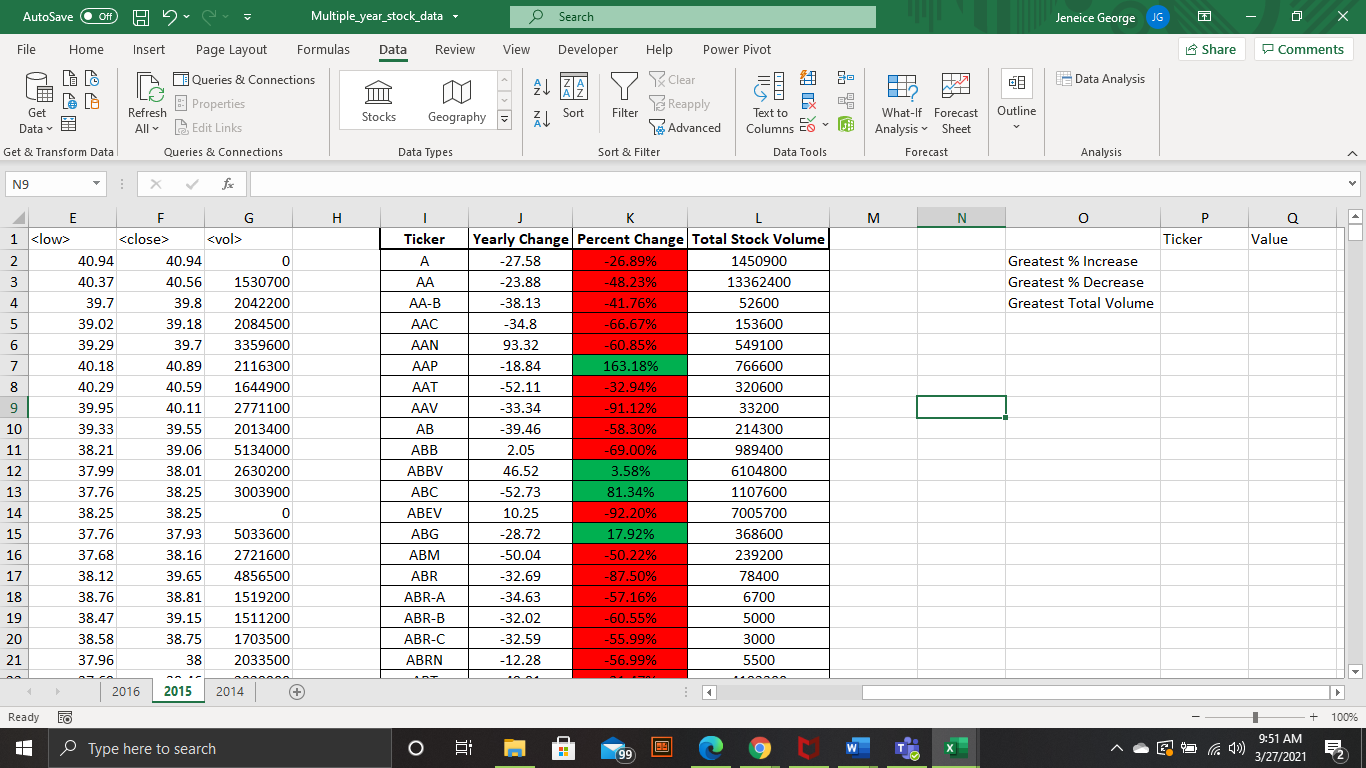 AutoSave Off Multiple_year_stock_data Search Jeneice George JG
File Home Insert Page Layout Formulas Data Review View Developer Help Power Pivot Share Comments
Get Data
Refresh All
Queries & Connections
Properties
Edit Links
Stocks Geography
Sort
Filter
Clear
Reapply
Advanced
Text to Columns
What-If Analysis
Forecast Sheet
Outline
Data Analysis
Get & Transform Data Queries & Connections Data Types Sort & Filter Data Tools Forecast Analysis
N9 fx
E F G H I J K L M N O P Q
1 <low> <close> <vol> Ticker Yearly Change Percent Change Total Stock Volume Ticker Value
2 40.94 40.94 0 A -27.58 -26.89% 1450900 Greatest % Increase
3 40.37 40.56 1530700 AA -23.88 -48.23% 13362400 Greatest % Decrease
4 39.7 39.8 2042200 AA-B -38.13 -41.76% 52600 Greatest Total Volume
5 39.02 39.18 2084500 AAC -34.8 -66.67% 153600
6 39.29 39.7 3359600 AAN 93.32 -60.85% 549100
7 40.18 40.89 2116300 AAP -18.84 163.18% 766600
8 40.29 40.59 1644900 AAT -52.11 -32.94% 320600
9 39.95 40.11 2771100 AAV -33.34 -91.12% 33200
10 39.33 39.55 2013400 AB -39.46 -58.30% 214300
11 38.21 39.06 5134000 ABB 2.05 -69.00% 989400
12 37.99 38.01 2630200 ABBV 46.52 3.58% 6104800
13 37.76 38.25 3003900 ABC -52.73 81.34% 1107600
14 38.25 38.25 0 ABEV 10.25 -92.20% 7005700
15 37.76 37.93 5033600 ABG -28.72 17.92% 368600
16 37.68 38.16 2721600 ABM -50.04 -50.22% 239200
17 38.12 39.65 4856500 ABR -32.69 -87.50% 78400
18 38.76 38.81 1519200 ABR-A -34.63 -57.16% 6700
19 38.47 39.15 1511200 ABR-B -32.02 -60.55% 5000
20 38.58 38.75 1703500 ABR-C -32.59 -55.99% 3000
21 37.96 38 2033500 ABRN -12.28 -56.99% 5500
2016 2015 2014
Ready 100%
Type here to search 99 9:51 AM
3/27/2021 2